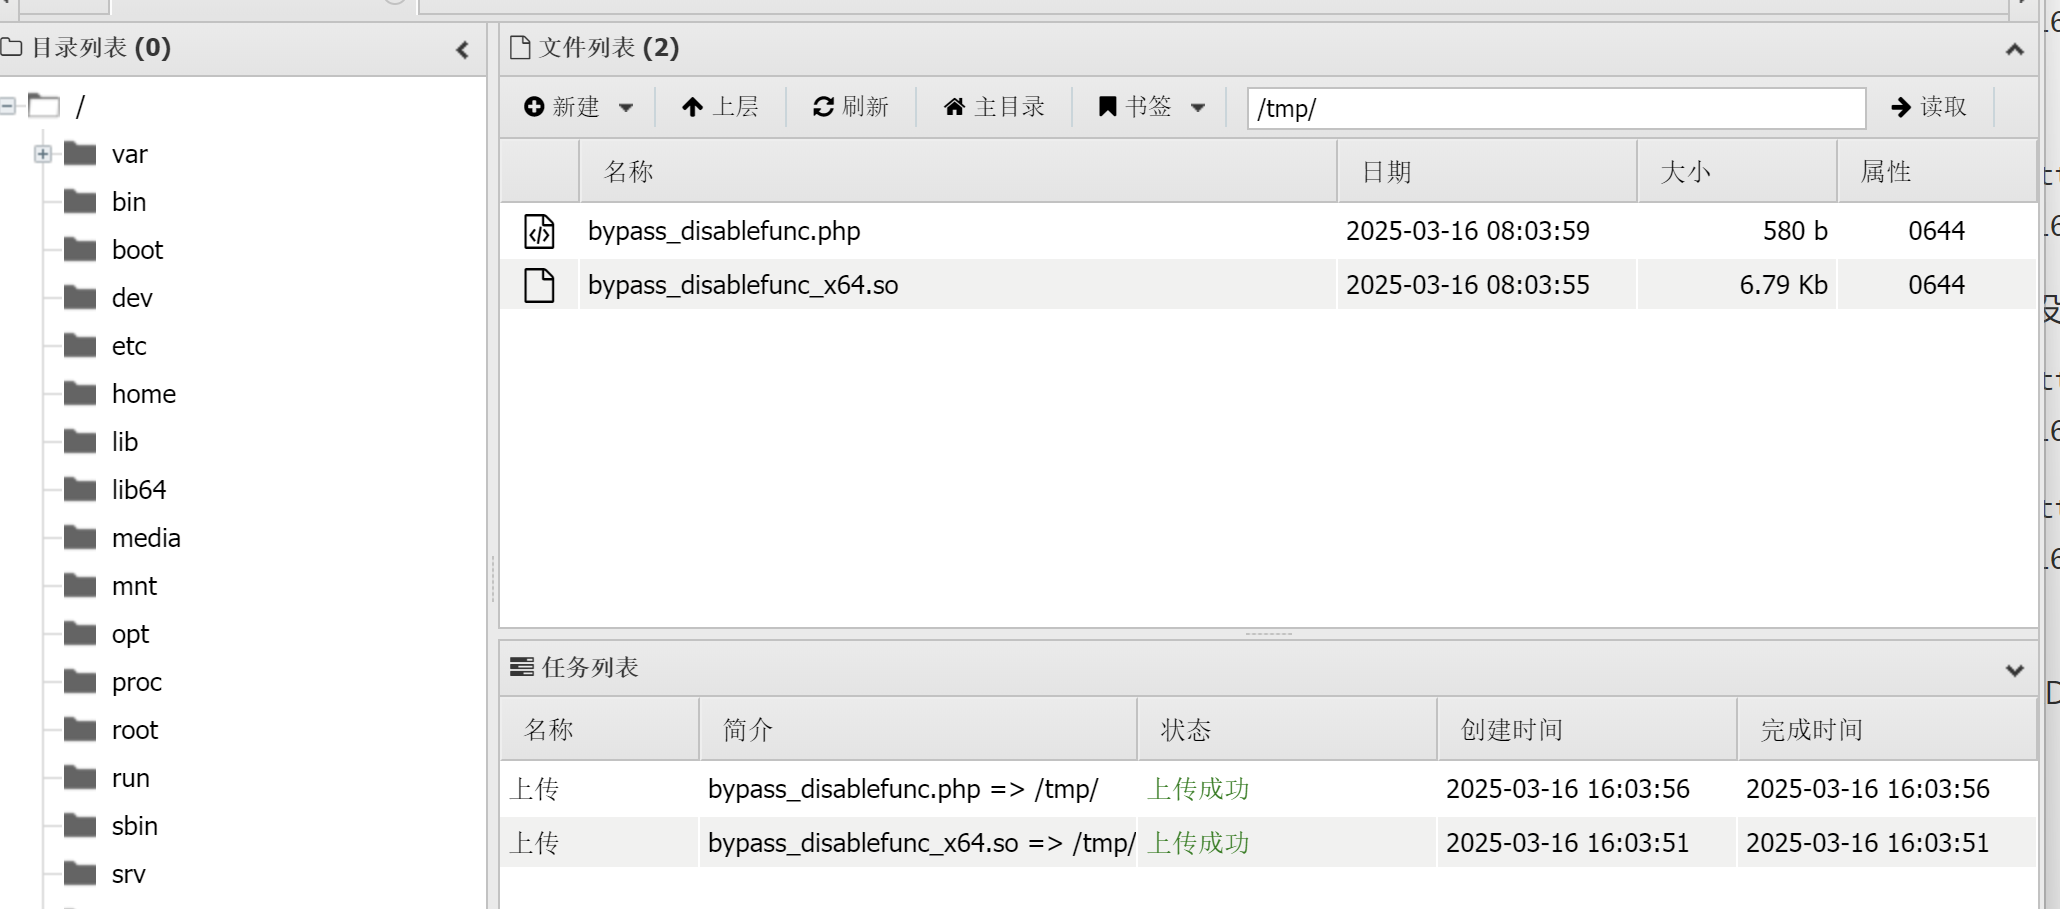 目录列表 (0)
/
var
bin
boot
dev
etc
home
lib
lib64
media
mnt
opt
proc
root
run
sbin
srv
文件列表 (2)
新建 上层 刷新 主目录 书签 /tmp/ 读取
名称 日期 大小 属性
bypass_disablefunc.php 2025-03-16 08:03:59 580 b 0644
bypass_disablefunc_x64.so 2025-03-16 08:03:55 6.79 Kb 0644
任务列表
名称 简介 状态 创建时间 完成时间
上传 bypass_disablefunc.php => /tmp/ 上传成功 2025-03-16 16:03:56 2025-03-16 16:03:56
上传 bypass_disablefunc_x64.so => /tmp/ 上传成功 2025-03-16 16:03:51 2025-03-16 16:03:51